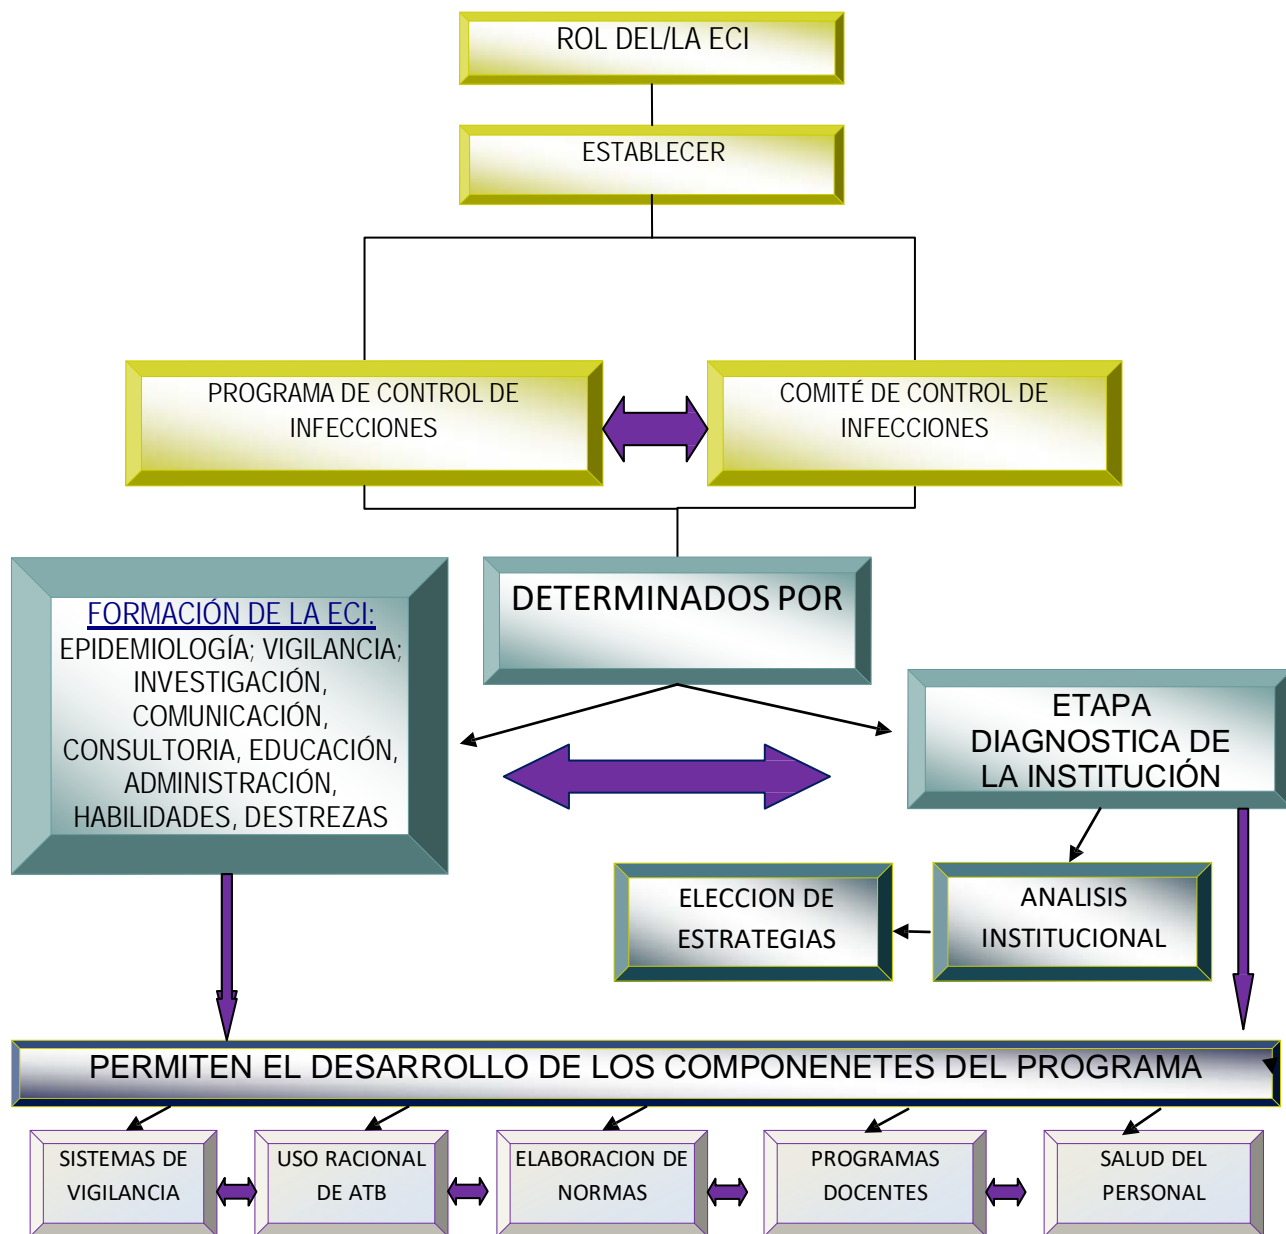 ROL DEL/LA ECI
ESTABLECER
PROGRAMA DE CONTROL DE
INFECCIONES
COMITÉ DE CONTROL DE
INFECCIONES
DETERMINADOS POR
FORMACIÓN DE LA ECI:
EPIDEMIOLOGÍA; VIGILANCIA;
INVESTIGACIÓN,
COMUNICACIÓN,
CONSULTORIA, EDUCACIÓN,
ADMINISTRACIÓN,
HABILIDADES, DESTREZAS
ETAPA
DIAGNOSTICA DE
LA INSTITUCIÓN
ELECCION DE
ESTRATEGIAS
ANALISIS
INSTITUCIONAL
PERMITEN EL DESARROLLO DE LOS COMPONENETES DEL PROGRAMA
SISTEMAS DE
VIGILANCIA
USO RACIONAL
DE ATB
ELABORACION DE
NORMAS
PROGRAMAS
DOCENTES
SALUD DEL
PERSONAL